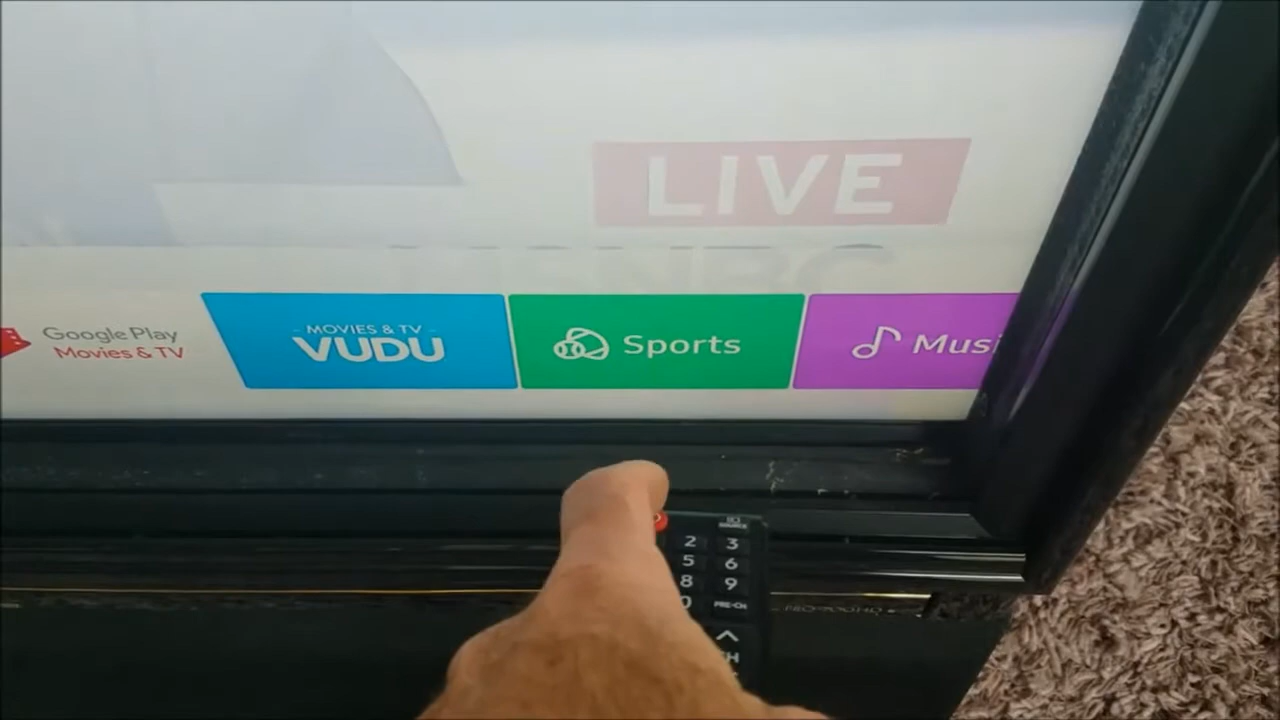 LIVE
Google Play
Movies & TV
- MOVIES & TV -
VUDU
Sports
Musi
SOURCE
2 3
5 6
8 9
0 PRE-CH